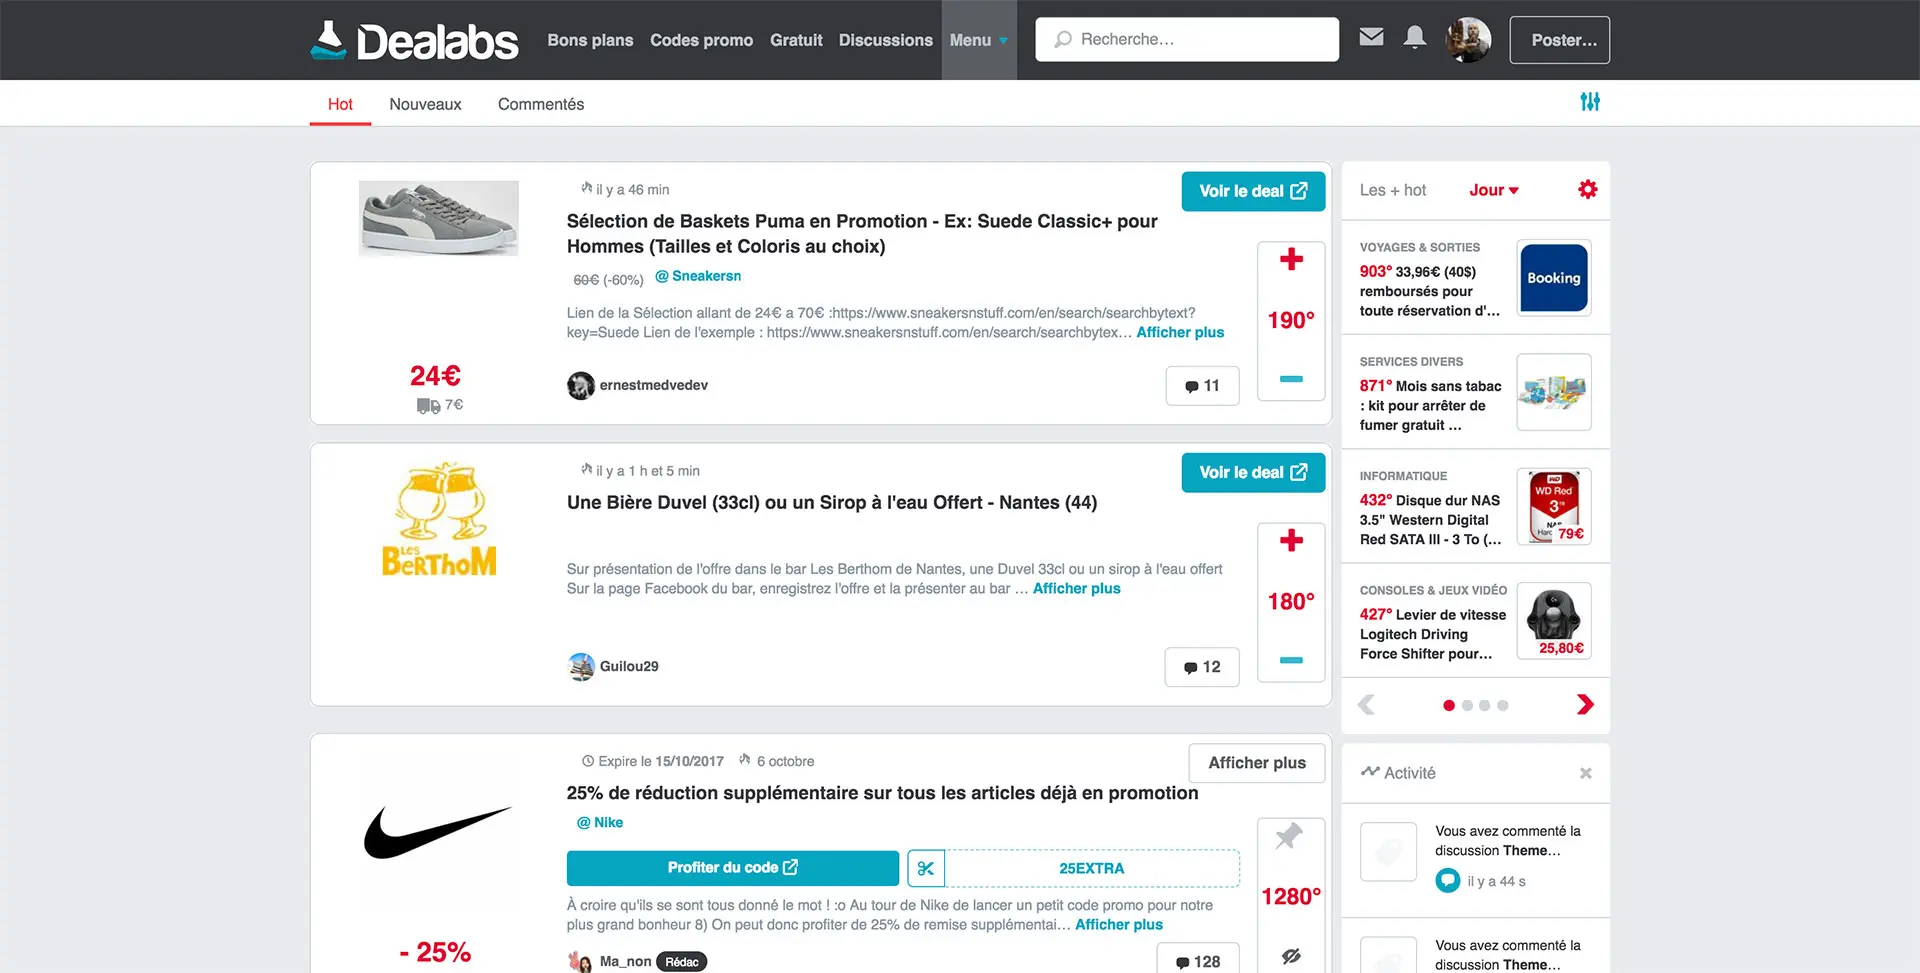 Dealabs Bons plans Codes promo Gratuit Discussions Menu Recherche... Poster...
Hot Nouveaux Commentés
il y a 46 min
Voir le deal
Sélection de Baskets Puma en Promotion - Ex: Suede Classic+ pour
Hommes (Tailles et Coloris au choix)
60€ (-60%) @ Sneakersn
Lien de la Sélection allant de 24€ a 70€ :https://www.sneakersnstuff.com/en/search/searchbytext?
key=Suede Lien de l'exemple : https://www.sneakersnstuff.com/en/search/searchbytex... Afficher plus
190°
24€
7€
ernestmedvedev
11
il y a 1 h et 5 min
Voir le deal
Une Bière Duvel (33cl) ou un Sirop à l'eau Offert - Nantes (44)
LES
BERTHOM
Sur présentation de l'offre dans le bar Les Berthom de Nantes, une Duvel 33cl ou un sirop à l'eau offert
Sur la page Facebook du bar, enregistrez l'offre et la présenter au bar ... Afficher plus
180°
Guilou29
12
Expire le 15/10/2017 6 octobre
Afficher plus
25% de réduction supplémentaire sur tous les articles déjà en promotion
@ Nike
Profiter du code
25EXTRA
À croire qu'ils se sont tous donné le mot ! :o Au tour de Nike de lancer un petit code promo pour notre
plus grand bonheur 8) On peut donc profiter de 25% de remise supplémentai... Afficher plus
1280°
- 25%
Ma_non Rédac
128
Les + hot Jour
VOYAGES & SORTIES
903° 33,96€ (40$)
remboursés pour
toute réservation d'...
Booking
SERVICES DIVERS
871° Mois sans tabac
: kit pour arrêter de
fumer gratuit ...
INFORMATIQUE
432° Disque dur NAS
3.5" Western Digital
Red SATA III - 3 To (...
WD
WD Red
3TB
NAS
Hard
79€
CONSOLES & JEUX VIDÉO
427° Levier de vitesse
Logitech Driving
Force Shifter pour...
25,80€
Activité
Vous avez commenté la
discussion Theme...
il y a 44 s
Vous avez commenté la
discussion Theme...